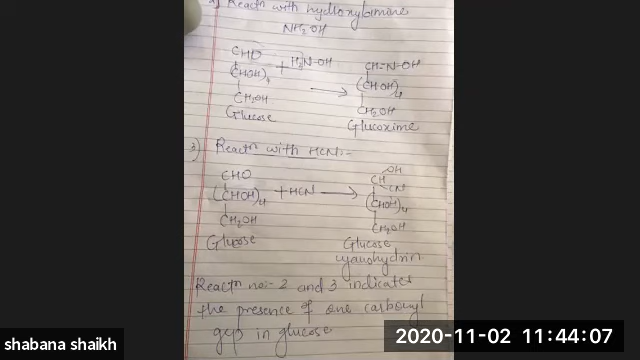 2) Reactn with hydroxylamine
NH2OH
CHO
+ H2N-OH
CH=N-OH
(CHOH)4
(CHOH)4
CH2OH
CH2OH
Glucose
Glucoxime
3) Reactn with HCN:-
OH
CHO
CH
CN
(CHOH)4 + HCN
(CHOH)4
CH2OH
CH2OH
Glucose
Glucose
cyanohydrin
Reactn no:- 2 and 3 indicates
the presence of one carbonyl
grp in glucose
shabana shaikh
2020-11-02 11:44:07